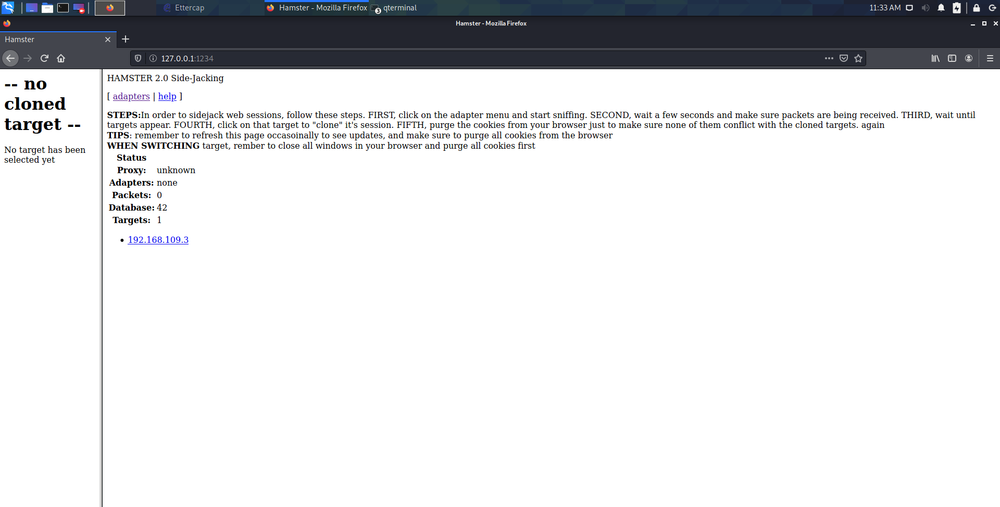 Ettercap
Hamster - Mozilla Firefox
3
qterminal
11:33 AM
Hamster - Mozilla Firefox
Hamster
127.0.0.1:1234
-- no
cloned
target --
No target has been
selected yet
HAMSTER 2.0 Side-Jacking
[ adapters | help ]
STEPS:In order to sidejack web sessions, follow these steps. FIRST, click on the adapter menu and start sniffing. SECOND, wait a few seconds and make sure packets are being received. THIRD, wait until
targets appear. FOURTH, click on that target to "clone" it's session. FIFTH, purge the cookies from your browser just to make sure none of them conflict with the cloned targets. again
TIPS: remember to refresh this page occasoinally to see updates, and make sure to purge all cookies from the browser
WHEN SWITCHING target, rember to close all windows in your browser and purge all cookies first
Status
Proxy: unknown
Adapters: none
Packets: 0
Database: 42
Targets: 1
• 192.168.109.3